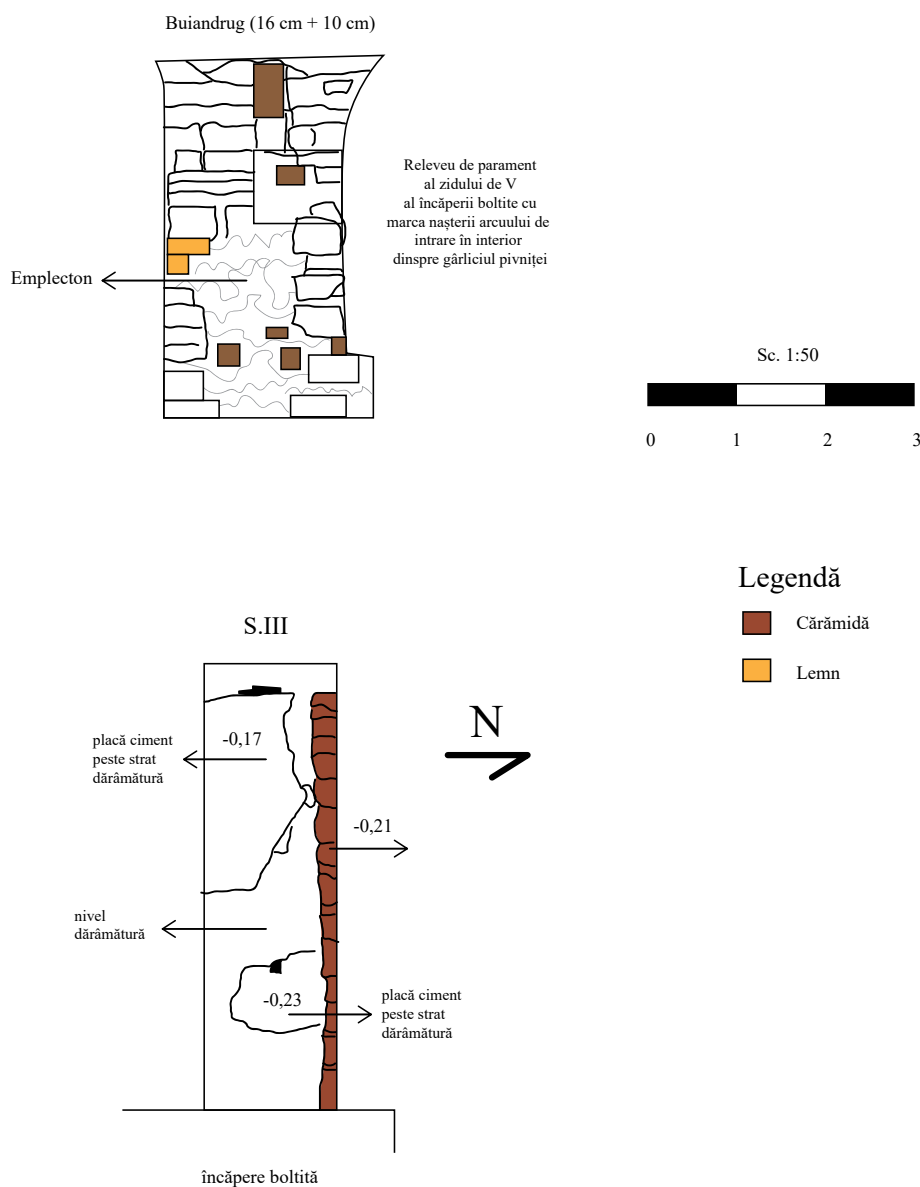 Buiandrug (16 cm + 10 cm)
Releveu de parament
al zidului de V
al încăperii boltite cu
marca nașterii arcuului de
intrare în interior
dinspre gârliciul pivniței
Emplecton
Sc. 1:50
0 1 2 3
Legendă
Cărămidă
Lemn
S.III
N
placă ciment
peste strat
dărâmătură
-0,17
-0,21
nivel
dărâmătură
-0,23
placă ciment
peste strat
dărâmătură
încăpere boltită